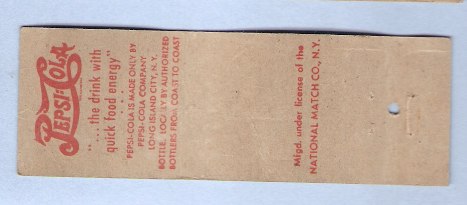 PEPSI-COLA
"... the drink with
quick food energy"
PEPSI-COLA IS MADE ONLY BY
PEPSI-COLA COMPANY
LONG ISLAND CITY, N. Y.
BOTTLED LOCALLY BY AUTHORIZED
BOTTLERS FROM COAST TO COAST
Mfgd. under license of the
NATIONAL MATCH CO., N.Y.